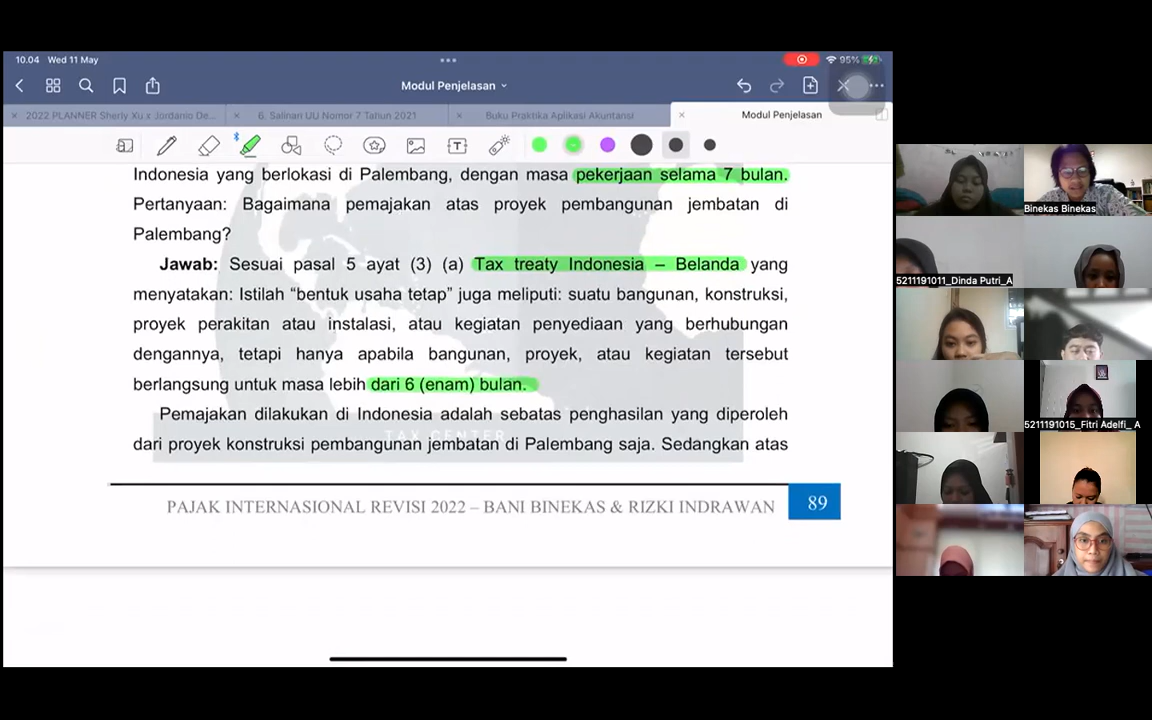 10.04 Wed 11 May
95%
Modul Penjelasan
2022 PLANNER Sherly Xu x Jordanio De...
6. Salinan UU Nomor 7 Tahun 2021
Buku Praktika Aplikasi Akuntansi
Modul Penjelasan
Indonesia yang berlokasi di Palembang, dengan masa pekerjaan selama 7 bulan.
Pertanyaan: Bagaimana pemajakan atas proyek pembangunan jembatan di
Palembang?
Jawab: Sesuai pasal 5 ayat (3) (a) Tax treaty Indonesia – Belanda yang
menyatakan: Istilah “bentuk usaha tetap” juga meliputi: suatu bangunan, konstruksi,
proyek perakitan atau instalasi, atau kegiatan penyediaan yang berhubungan
dengannya, tetapi hanya apabila bangunan, proyek, atau kegiatan tersebut
berlangsung untuk masa lebih dari 6 (enam) bulan.
Pemajakan dilakukan di Indonesia adalah sebatas penghasilan yang diperoleh
TAX CENTER
dari proyek konstruksi pembangunan jembatan di Palembang saja. Sedangkan atas
PAJAK INTERNASIONAL REVISI 2022 – BANI BINEKAS & RIZKI INDRAWAN 89
Binekas Binekas
5211191011_Dinda Putri_A
5211191015_Fitri Adelfi_ A